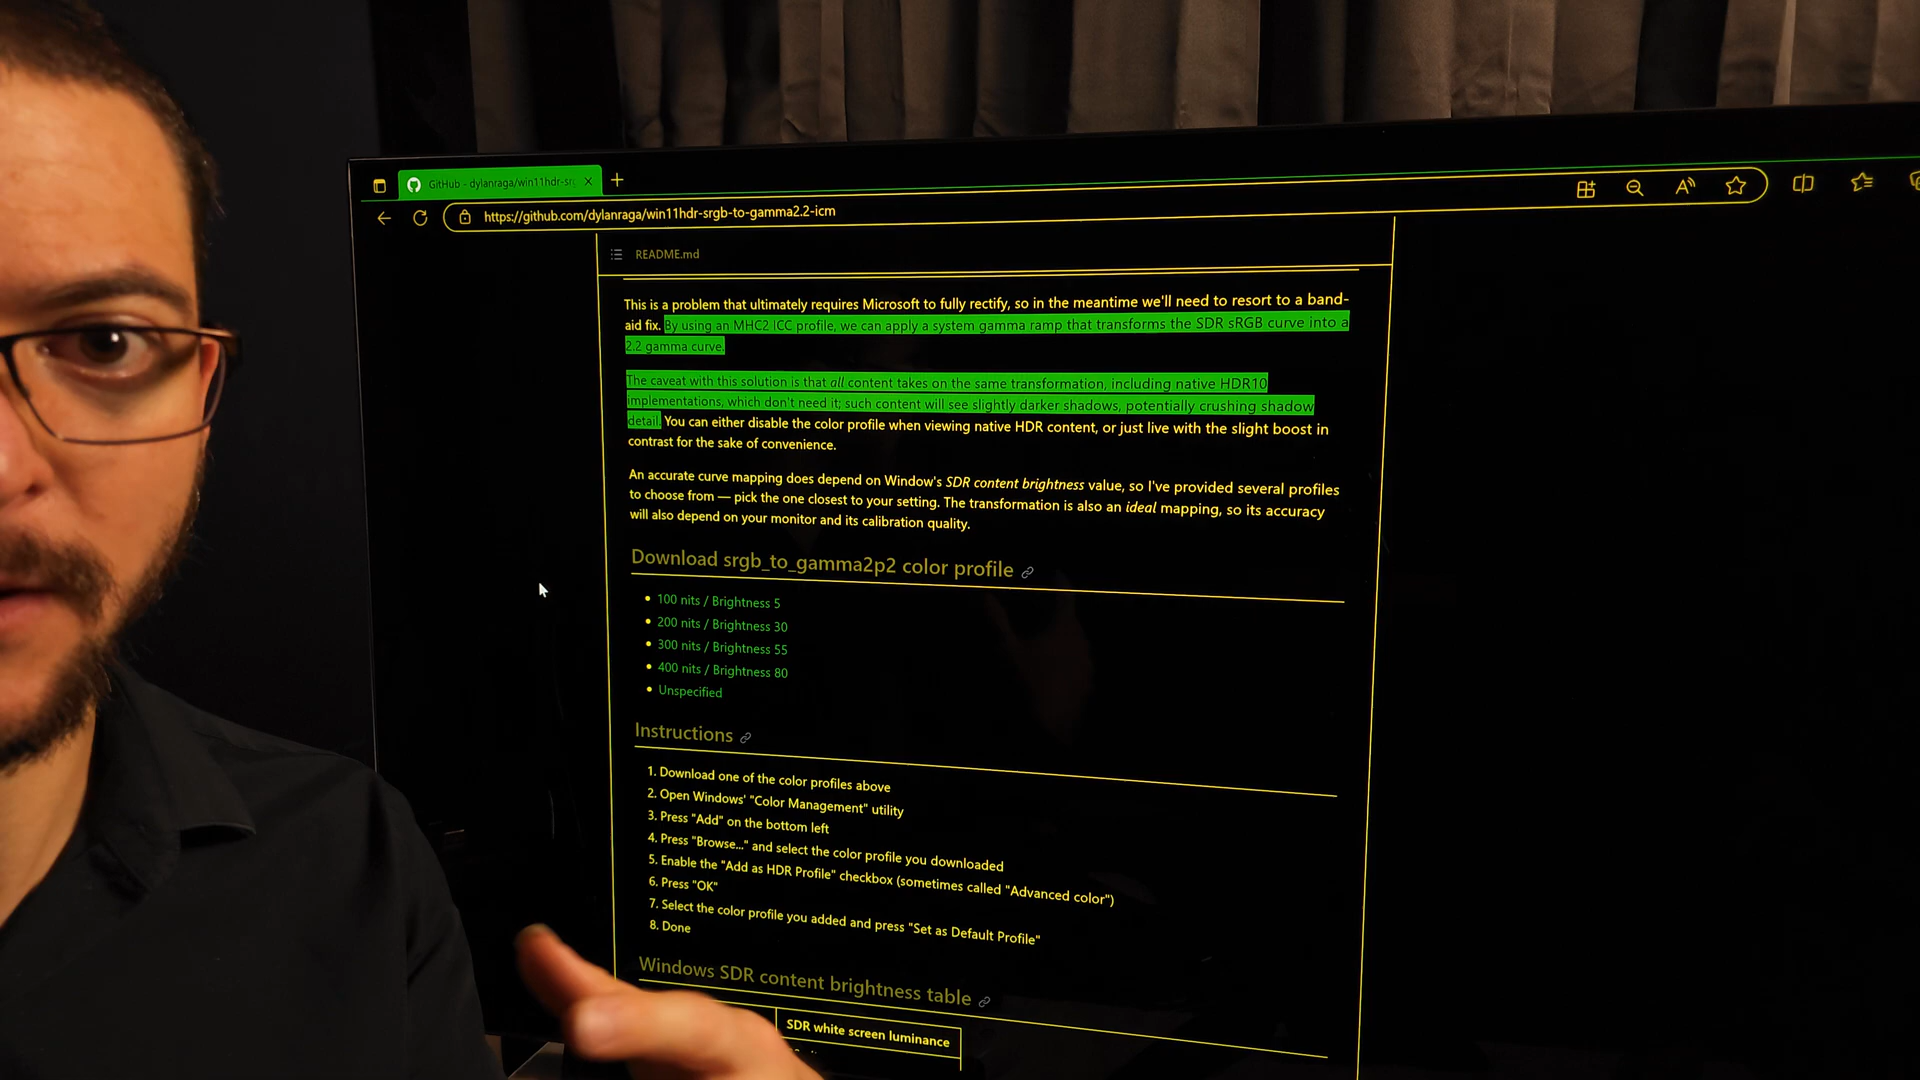 GitHub - dylanraga/win11hdr-sr
https://github.com/dylanraga/win11hdr-srgb-to-gamma2.2-icm
README.md
This is a problem that ultimately requires Microsoft to fully rectify, so in the meantime we'll need to resort to a band-
aid fix. By using an MHC2 ICC profile, we can apply a system gamma ramp that transforms the SDR sRGB curve into a
2.2 gamma curve.
The caveat with this solution is that all content takes on the same transformation, including native HDR10
implementations, which don't need it; such content will see slightly darker shadows, potentially crushing shadow
detail. You can either disable the color profile when viewing native HDR content, or just live with the slight boost in
contrast for the sake of convenience.
An accurate curve mapping does depend on Window's SDR content brightness value, so I've provided several profiles
to choose from — pick the one closest to your setting. The transformation is also an ideal mapping, so its accuracy
will also depend on your monitor and its calibration quality.
Download srgb_to_gamma2p2 color profile
• 100 nits / Brightness 5
• 200 nits / Brightness 30
• 300 nits / Brightness 55
• 400 nits / Brightness 80
• Unspecified
Instructions
1. Download one of the color profiles above
2. Open Windows' "Color Management" utility
3. Press "Add" on the bottom left
4. Press "Browse..." and select the color profile you downloaded
5. Enable the "Add as HDR Profile" checkbox (sometimes called "Advanced color")
6. Press "OK"
7. Select the color profile you added and press "Set as Default Profile"
8. Done
Windows SDR content brightness table
SDR white screen luminance